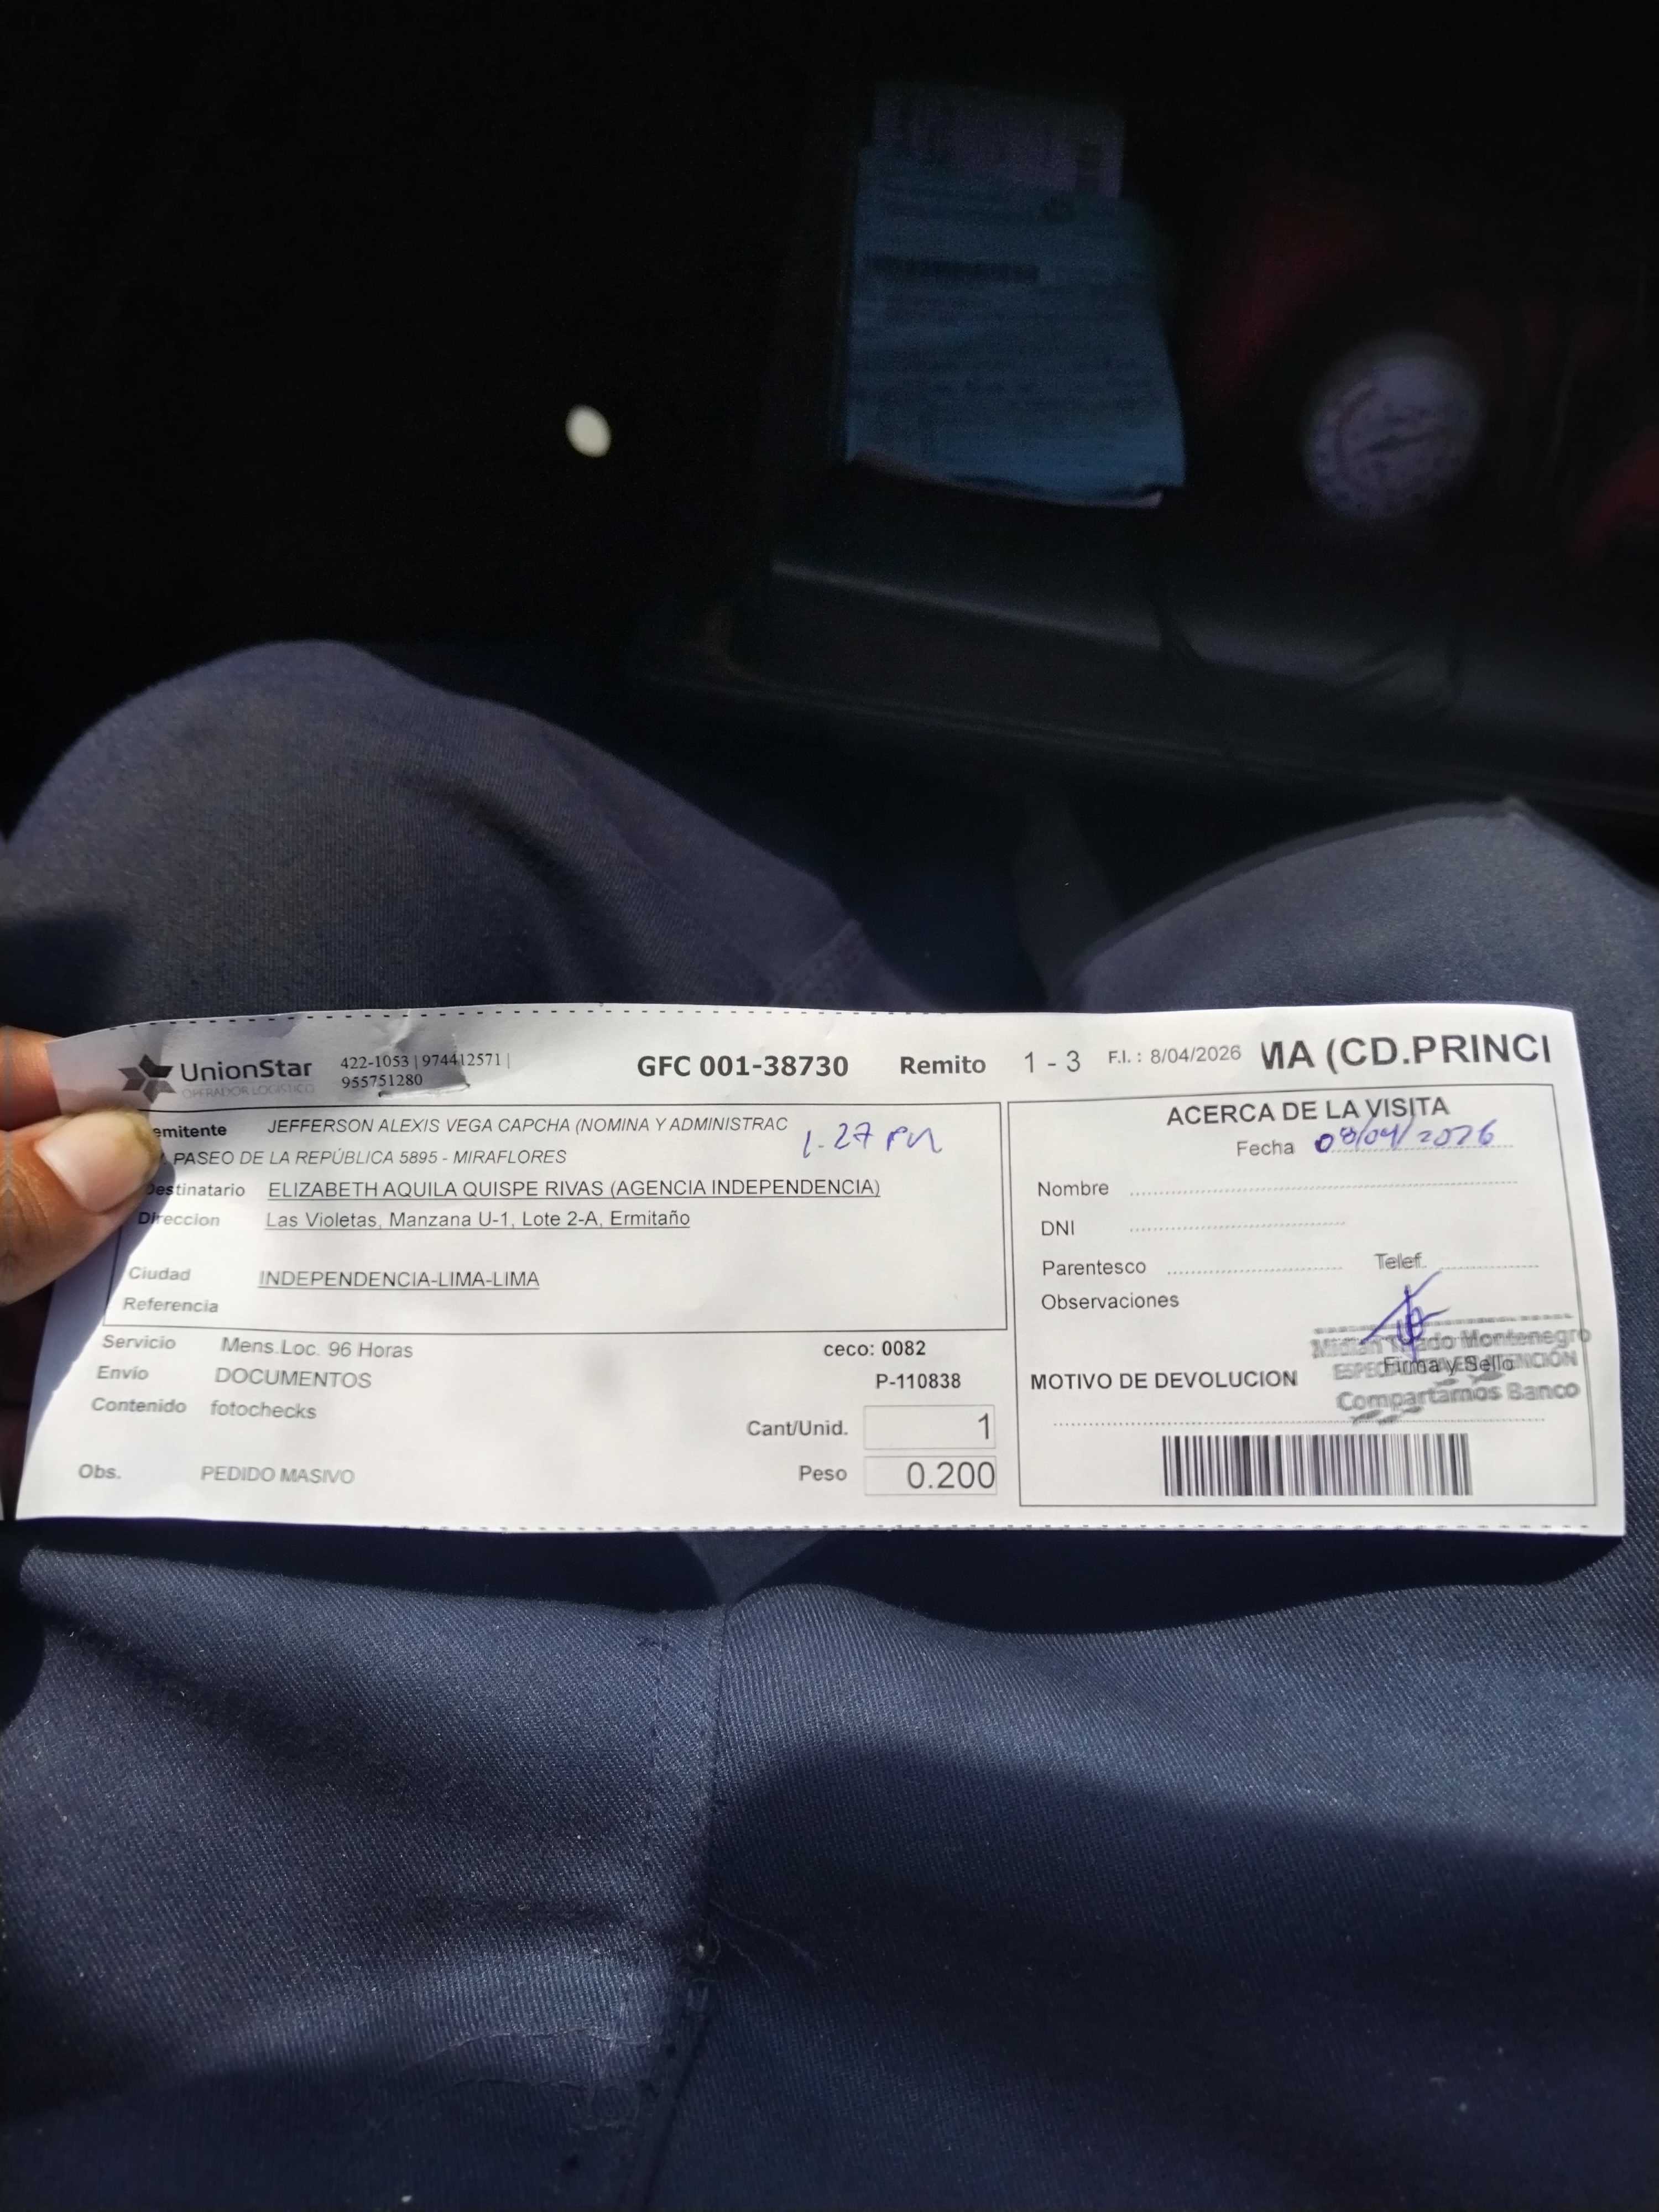 UnionStar
OPERADOR LOGISTICO
422-1053 | 974412571 |
955751280
GFC 001-38730 Remito 1 - 3 F.I. : 8/04/2026 MA (CD.PRINCI
emitente JEFFERSON ALEXIS VEGA CAPCHA (NOMINA Y ADMINISTRAC
1.27 PM
PASEO DE LA REPÚBLICA 5895 - MIRAFLORES
Destinatario ELIZABETH AQUILA QUISPE RIVAS (AGENCIA INDEPENDENCIA)
Direccion Las Violetas, Manzana U-1, Lote 2-A, Ermitaño
Ciudad INDEPENDENCIA-LIMA-LIMA
Referencia
Servicio Mens.Loc. 96 Horas ceco: 0082
Envio DOCUMENTOS P-110838
Contenido fotochecks
Cant/Unid. 1
Obs. PEDIDO MASIVO Peso 0.200
ACERCA DE LA VISITA
Fecha 08/04/2026
Nombre
DNI
Parentesco Telef.
Observaciones
Montenegro
Firma y Sello
Compartamos Banco
MOTIVO DE DEVOLUCION